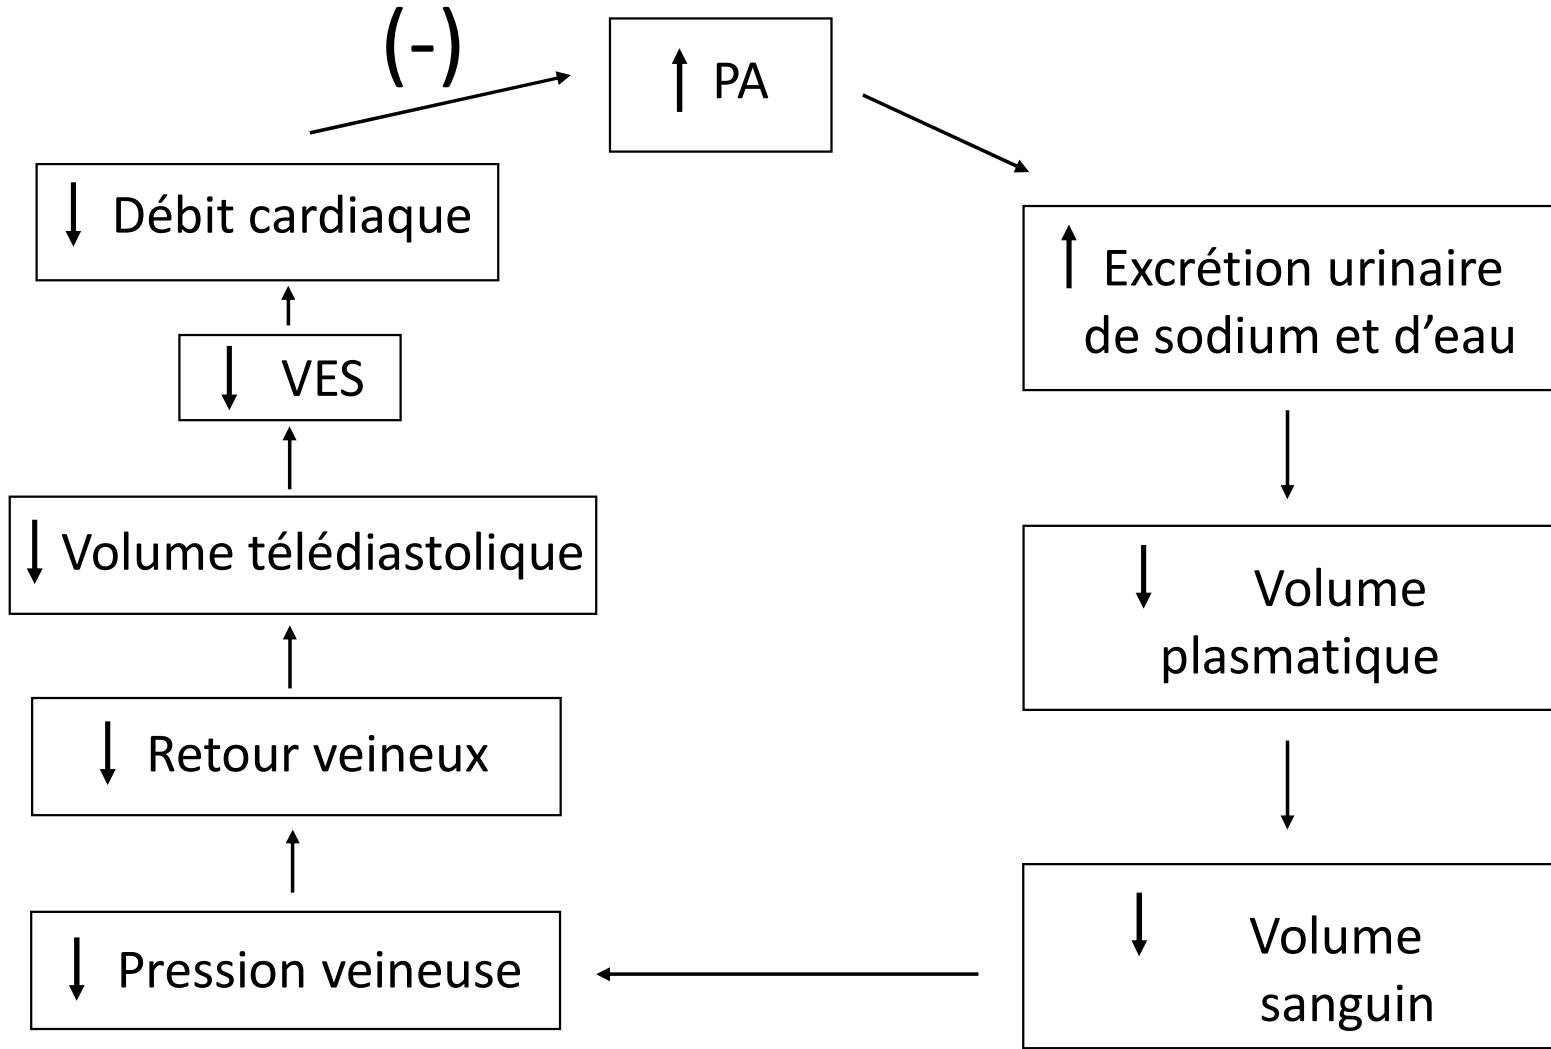 (-)
↑ PA
↓ Débit cardiaque
↑ Excrétion urinaire
de sodium et d’eau
↓ VES
↓ Volume télédiastolique
↓ Volume
plasmatique
↓ Retour veineux
↓ Pression veineuse
↓ Volume
sanguin